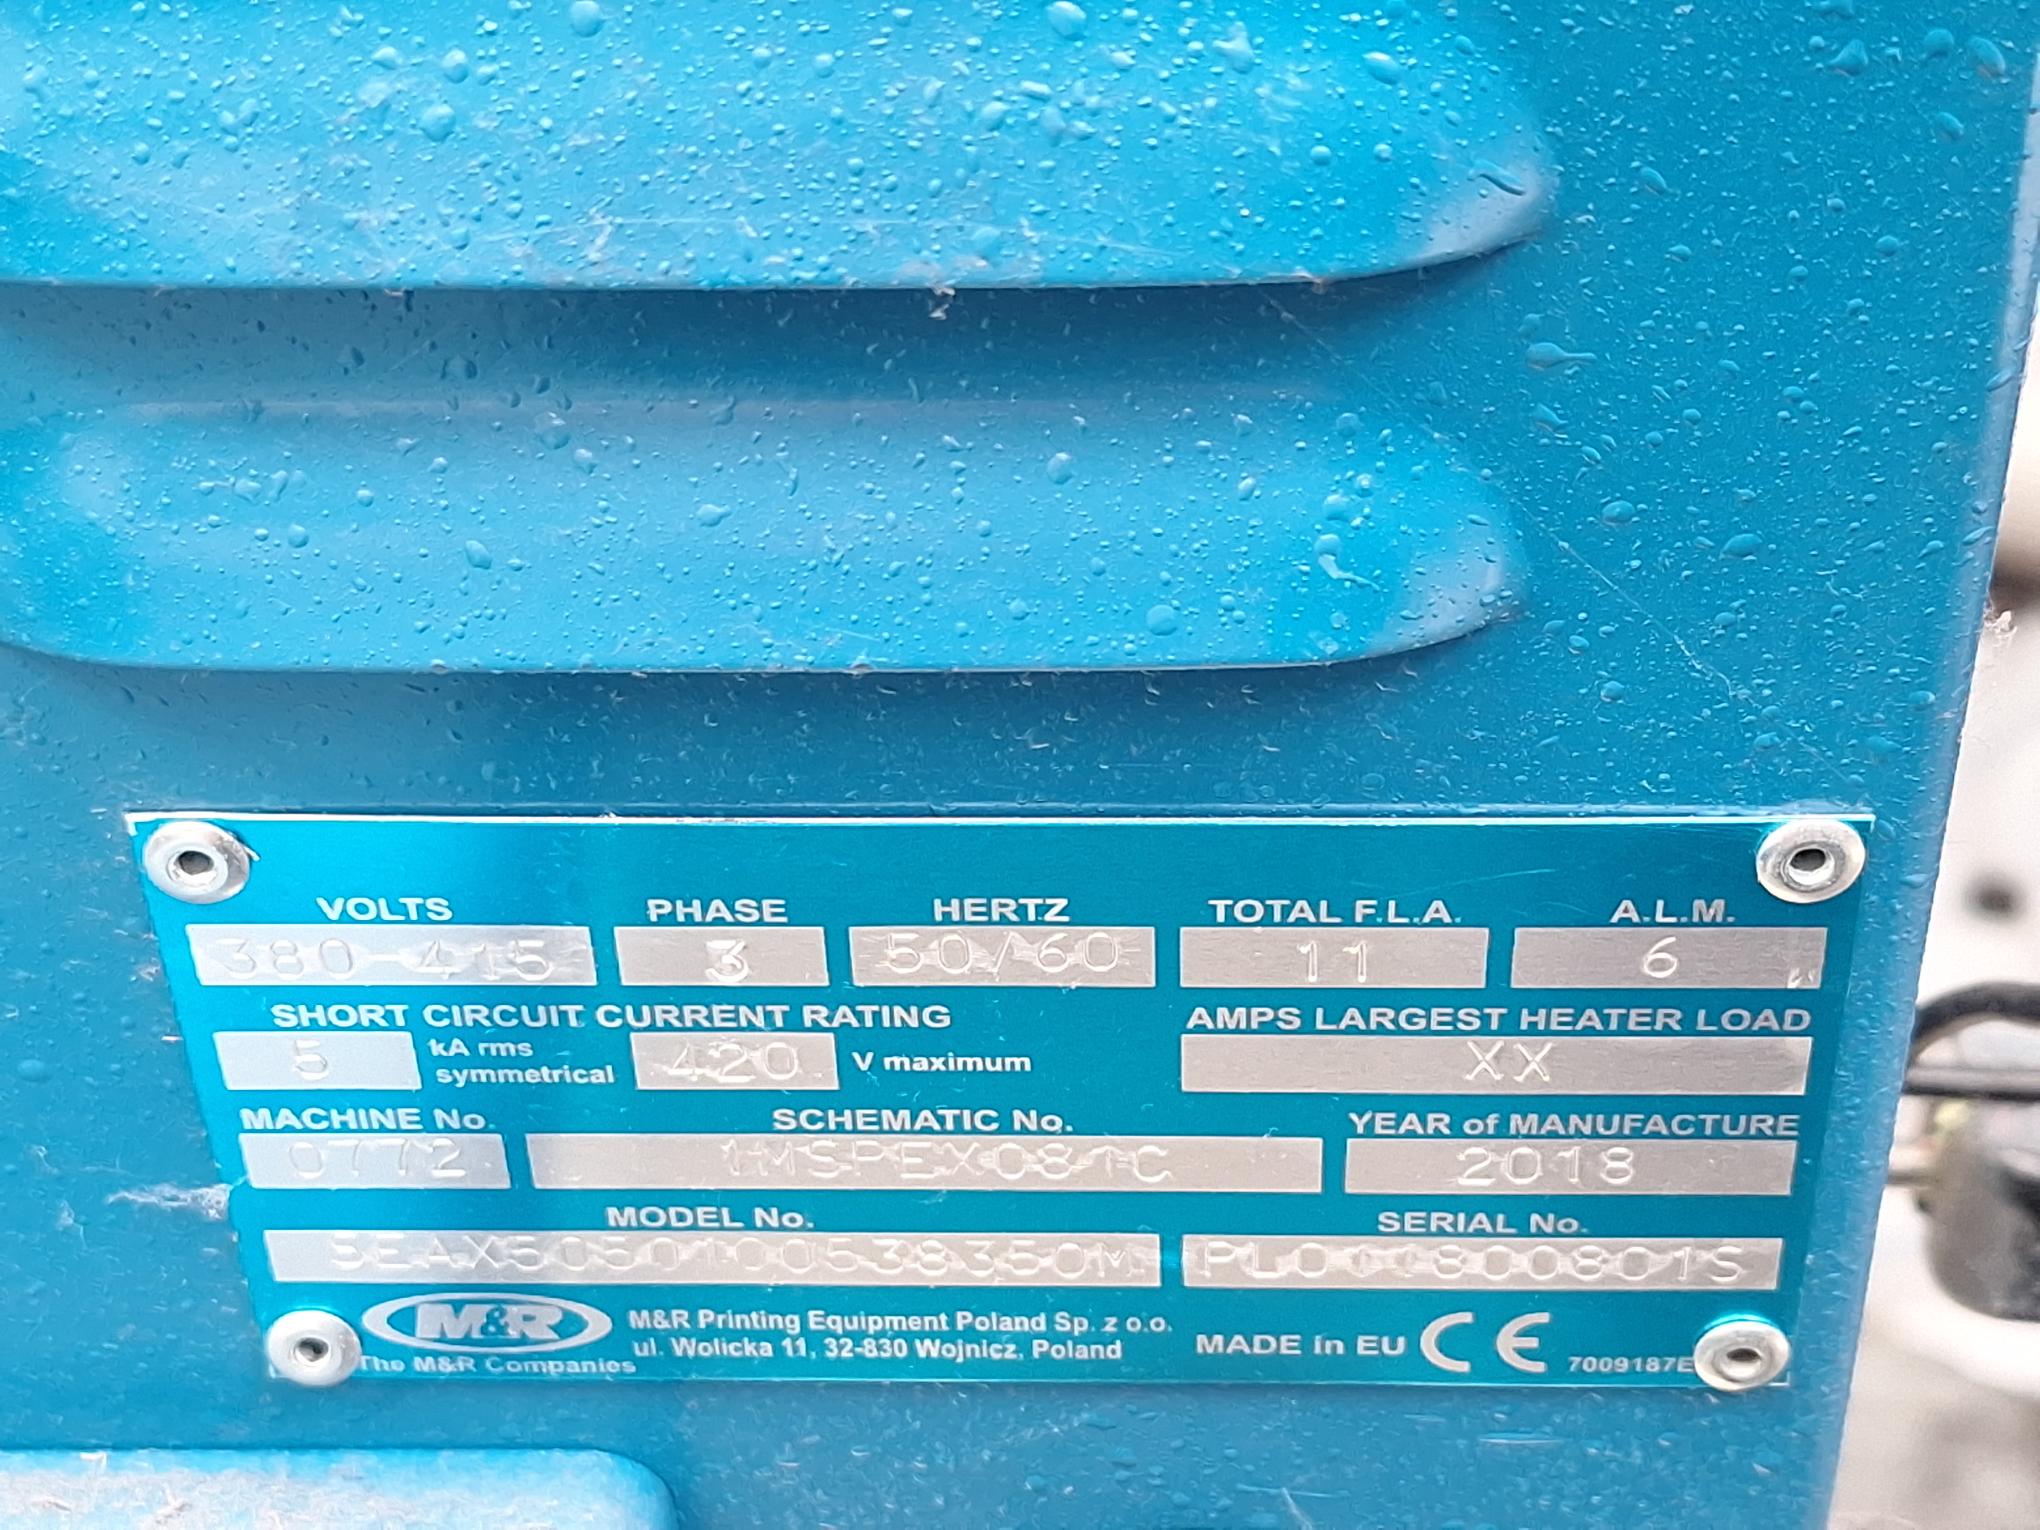 VOLTS PHASE HERTZ TOTAL F.L.A. A.L.M.
380-415 3 50/60 11 6
SHORT CIRCUIT CURRENT RATING AMPS LARGEST HEATER LOAD
5 kA rms symmetrical 420 V maximum XX
MACHINE No. SCHEMATIC No. YEAR of MANUFACTURE
0772 1MSPEX081C 2018
MODEL No. SERIAL No.
M&R
The M&R Companies
M&R Printing Equipment Poland Sp. z o.o.
ul. Wolicka 11, 32-830 Wojnicz, Poland
MADE in EU CE 7009187E